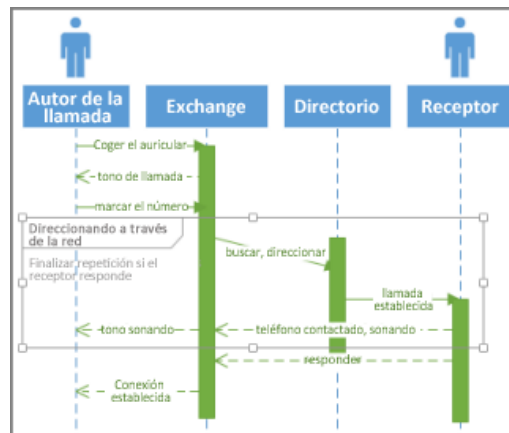 Autor de la
llamada
Exchange
Directorio
Receptor
Coger el auricular
tono de llamada
marcar el número
Direccionando a través
de la red
Finalizar repetición si el
receptor responde
buscar, direccionar
llamada
establecida
tono sonando
teléfono contactado, sonando
responder
Conexión
establecida